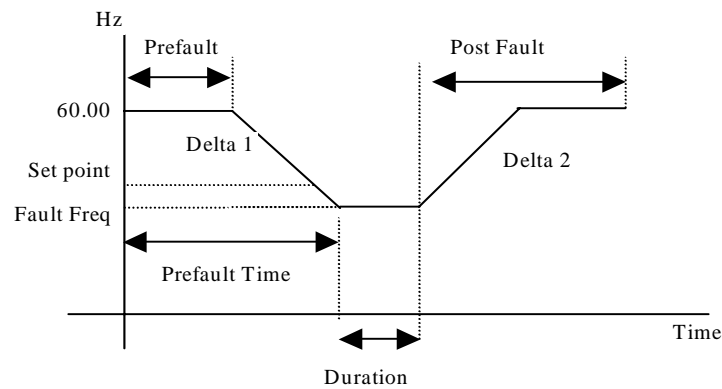 Hz
Prefault
Post Fault
60.00
Delta 1
Delta 2
Set point
Fault Freq
Prefault Time
Time
Duration